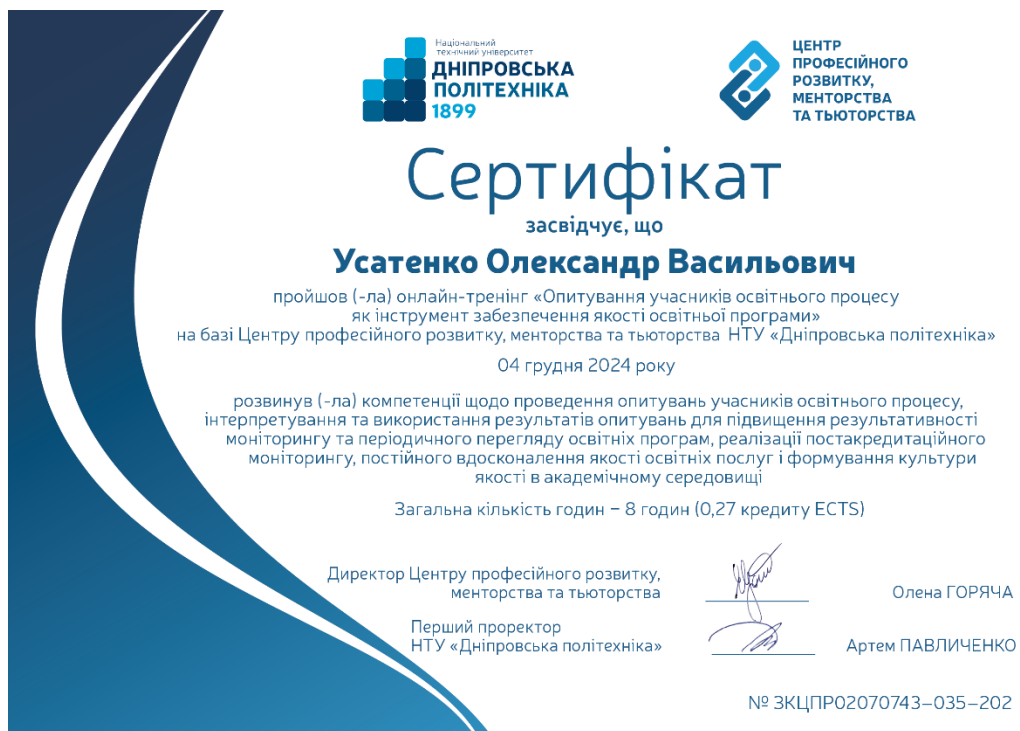 Національний
технічний університет
ДНІПРОВСЬКА
ПОЛІТЕХНІКА
1899
ЦЕНТР
ПРОФЕСІЙНОГО
РОЗВИТКУ,
МЕНТОРСТВА
ТА ТЬЮТОРСТВА
Сертифікат
засвідчує, що
Усатенко Олександр Васильович
пройшов (-ла) онлайн-тренінг «Опитування учасників освітнього процесу
як інструмент забезпечення якості освітньої програми»
на базі Центру професійного розвитку, менторства та тьюторства НТУ «Дніпровська політехніка»
04 грудня 2024 року
розвинув (-ла) компетенції щодо проведення опитувань учасників освітнього процесу,
інтерпретування та використання результатів опитувань для підвищення результативності
моніторингу та періодичного перегляду освітніх програм, реалізації постакредитаційного
моніторингу, постійного вдосконалення якості освітніх послуг і формування культури
якості в академічному середовищі
Загальна кількість годин – 8 годин (0,27 кредиту ECTS)
Директор Центру професійного розвитку,
менторства та тьюторства
Олена ГОРЯЧА
Перший проректор
НТУ «Дніпровська політехніка»
Артем ПАВЛИЧЕНКО
№ ЗКЦПР02070743–035–202